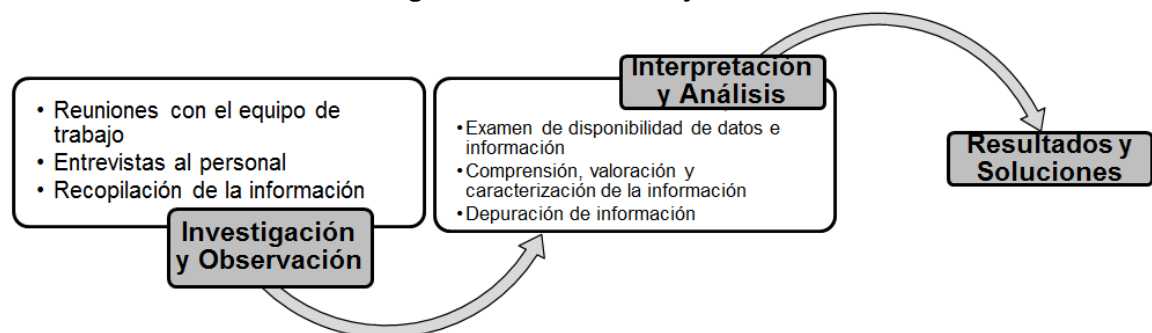 • Reuniones con el equipo de
trabajo
• Entrevistas al personal
• Recopilación de la información
Investigación
y Observación
Interpretación
y Análisis
•Examen de disponibilidad de datos e
información
•Comprensión, valoración y
caracterización de la información
•Depuración de información
Resultados y
Soluciones